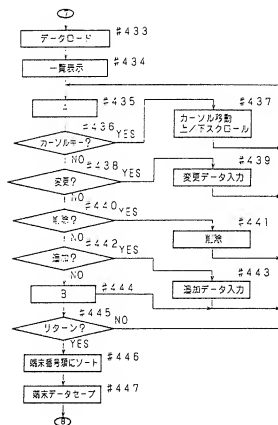 7
データロード #433
一覧表示 #434
A #435
#436
カーソルキー? YES
NO
#437
カーソル移動
上/下スクロール
#438
変更? YES
NO
#439
変更データ入力
#440
削除? YES
NO
#441
削除
#442
追加? YES
NO
#443
追加データ入力
B #444
#445
リターン? NO
YES
端末番号順にソート #446
端末データセーブ #447
8